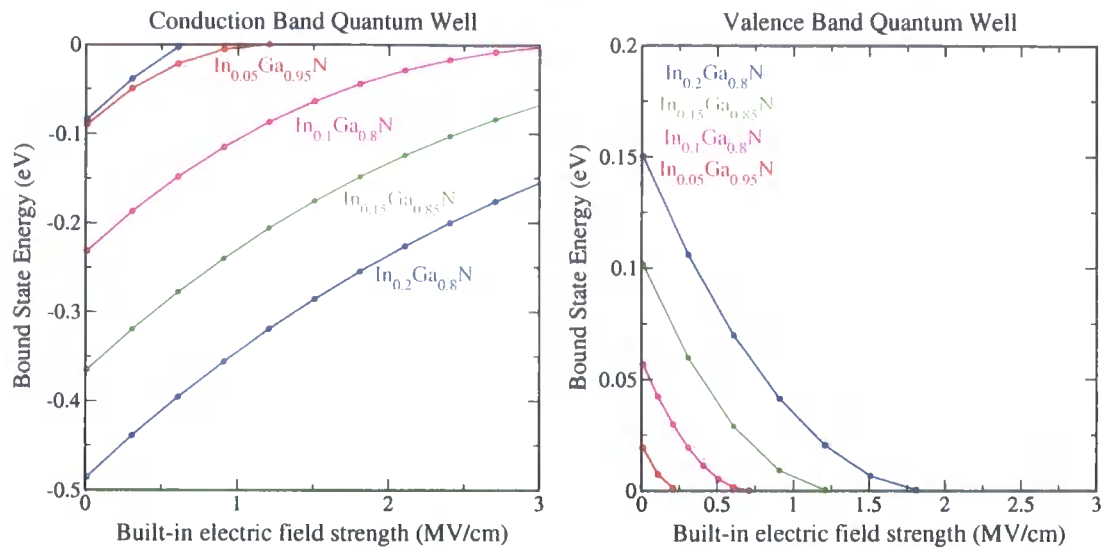 Conduction Band Quantum Well
Bound State Energy (eV)
0
-0.1
-0.2
-0.3
-0.4
-0.5
In0.05Ga0.95N
In0.1Ga0.8N
In0.15Ga0.85N
In0.2Ga0.8N
0 1 2 3
Built-in electric field strength (MV/cm)
Valence Band Quantum Well
Bound State Energy (eV)
0.2
0.15
0.1
0.05
0
In0.2Ga0.8N
In0.15Ga0.85N
In0.1Ga0.8N
In0.05Ga0.95N
0 0.5 1 1.5 2 2.5 3
Built-in electric field strength (MV/cm)